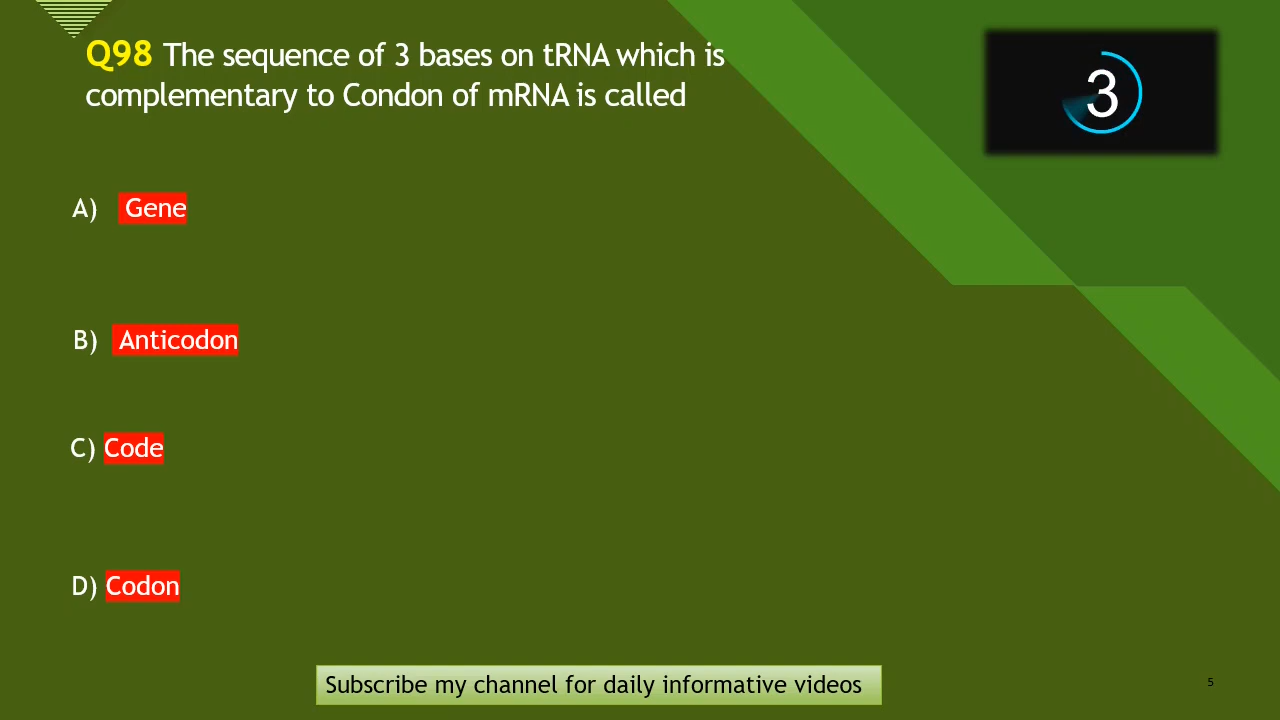 Q98 The sequence of 3 bases on tRNA which is
complementary to Condon of mRNA is called
3
A) Gene
B) Anticodon
C) Code
D) Codon
Subscribe my channel for daily informative videos
5